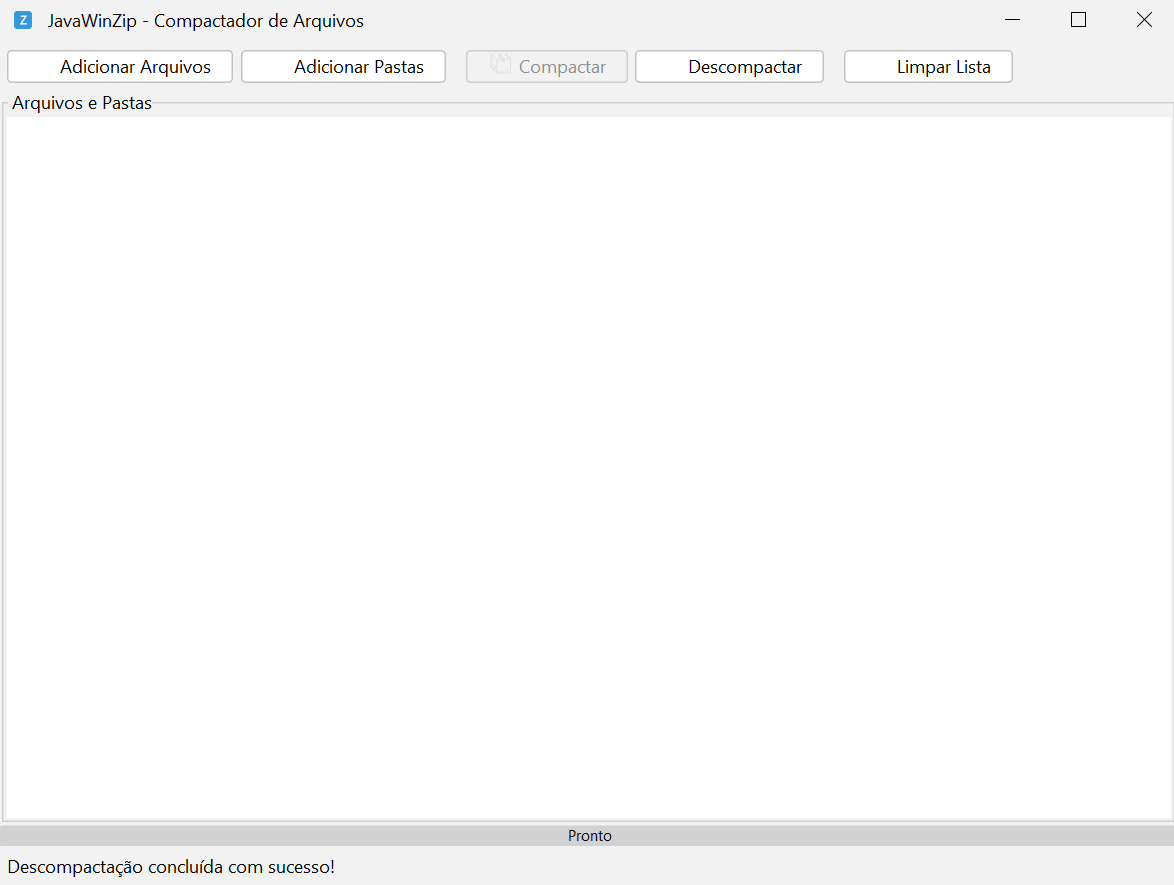 Z JavaWinZip - Compactador de Arquivos
Adicionar Arquivos Adicionar Pastas Compactar Descompactar Limpar Lista
Arquivos e Pastas
Pronto
Descompactação concluída com sucesso!